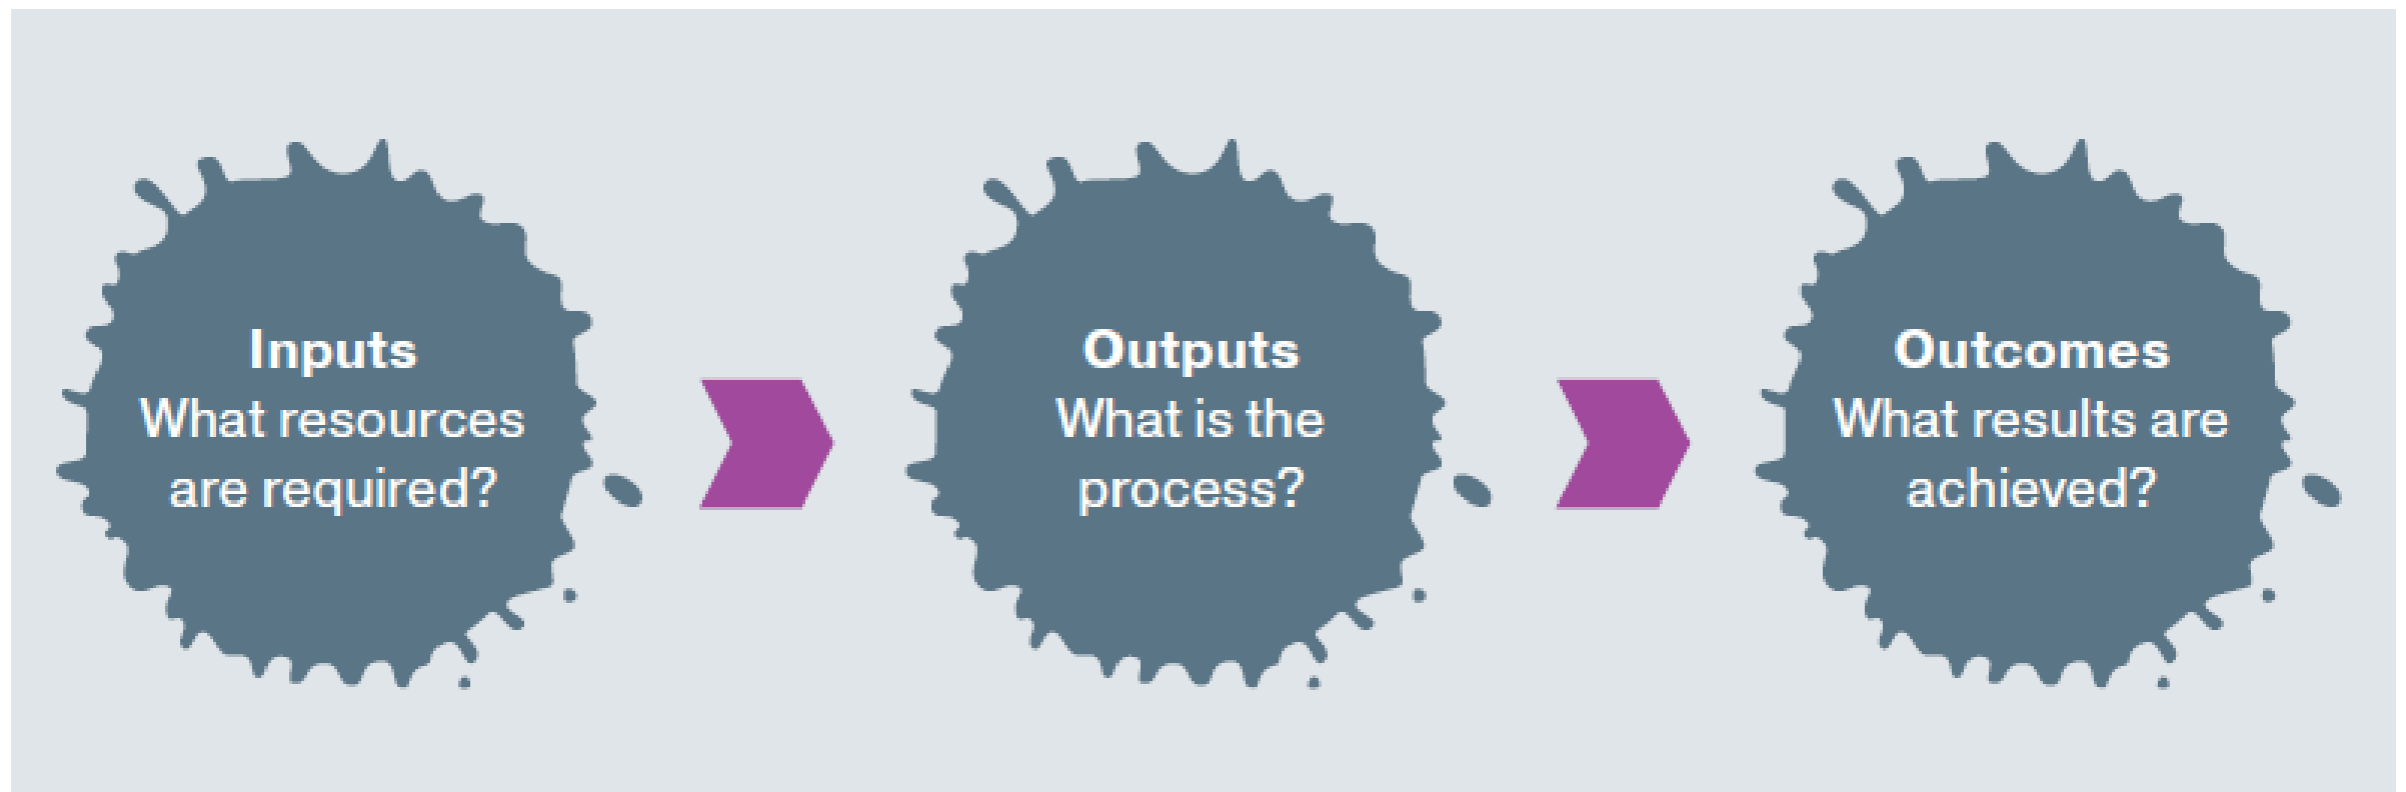 Inputs
What resources
are required?
Outputs
What is the
process?
Outcomes
What results are
achieved?